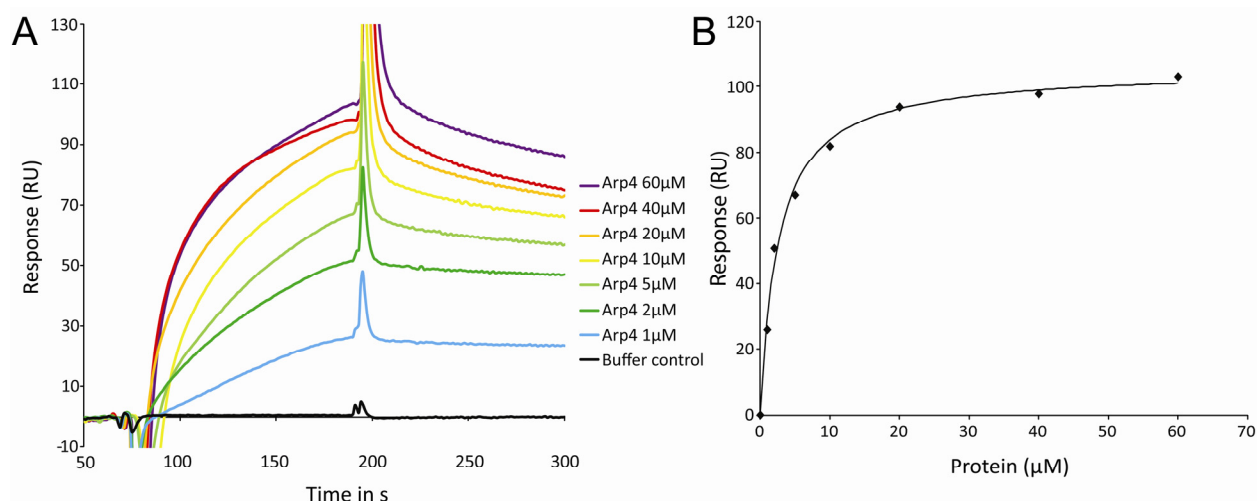 A
Response (RU)
130
110
90
70
50
30
10
-10
50
100
150
200
250
300
Time in s
Arp4 60µM
Arp4 40µM
Arp4 20µM
Arp4 10µM
Arp4 5µM
Arp4 2µM
Arp4 1µM
Buffer control
B
Response (RU)
120
100
80
60
40
20
0
0
10
20
30
40
50
60
70
Protein (µM)